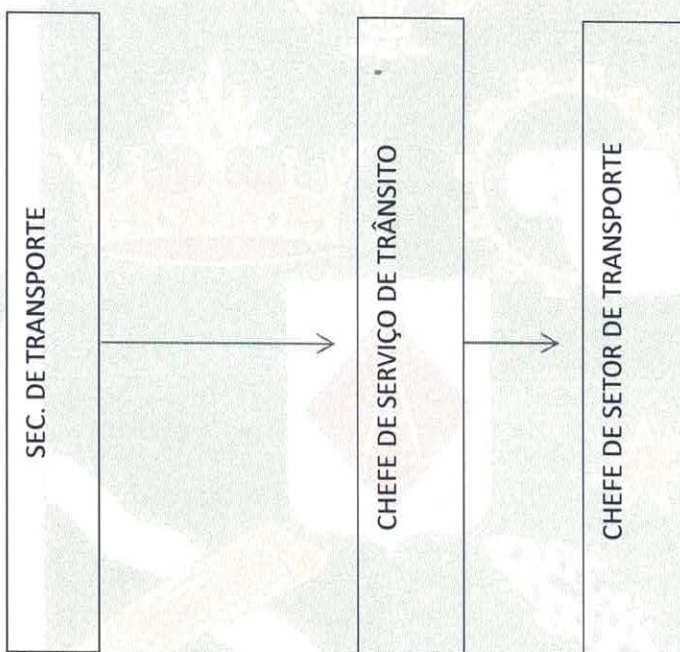 SEC. DE TRANSPORTE
CHEFE DE SERVIÇO DE TRÂNSITO
CHEFE DE SETOR DE TRANSPORTE